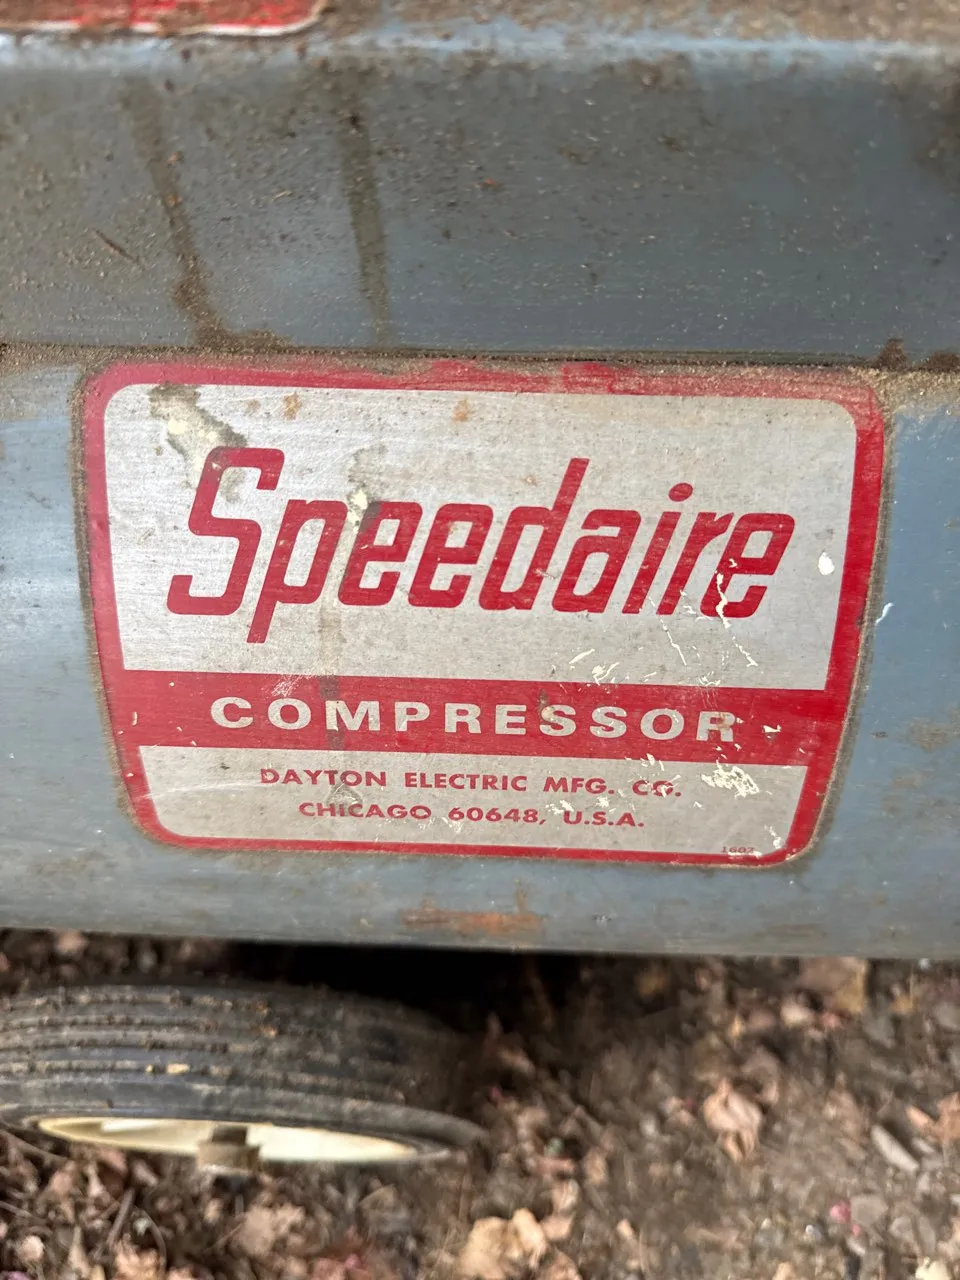 Speedaire
COMPRESSOR
DAYTON ELECTRIC MFG. CO.
CHICAGO 60648, U.S.A.